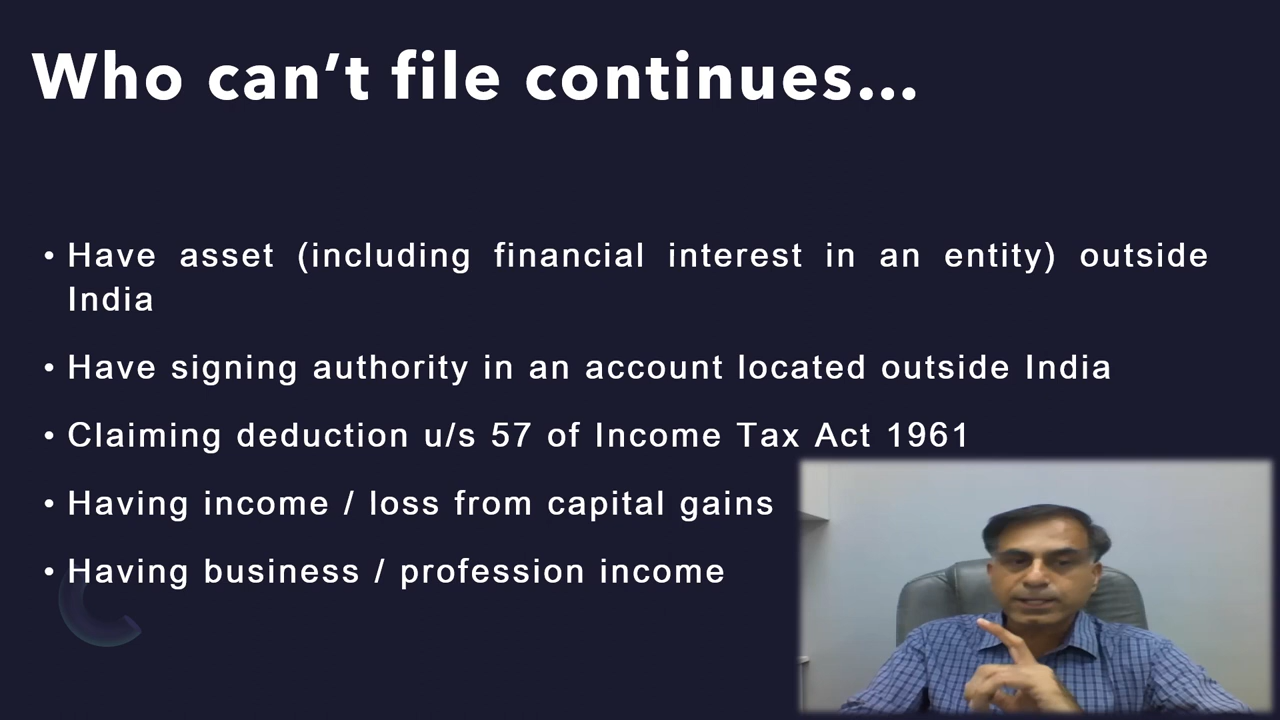 Who can’t file continues...
• Have asset (including financial interest in an entity) outside
India
• Have signing authority in an account located outside India
• Claiming deduction u/s 57 of Income Tax Act 1961
• Having income / loss from capital gains
• Having business / profession income